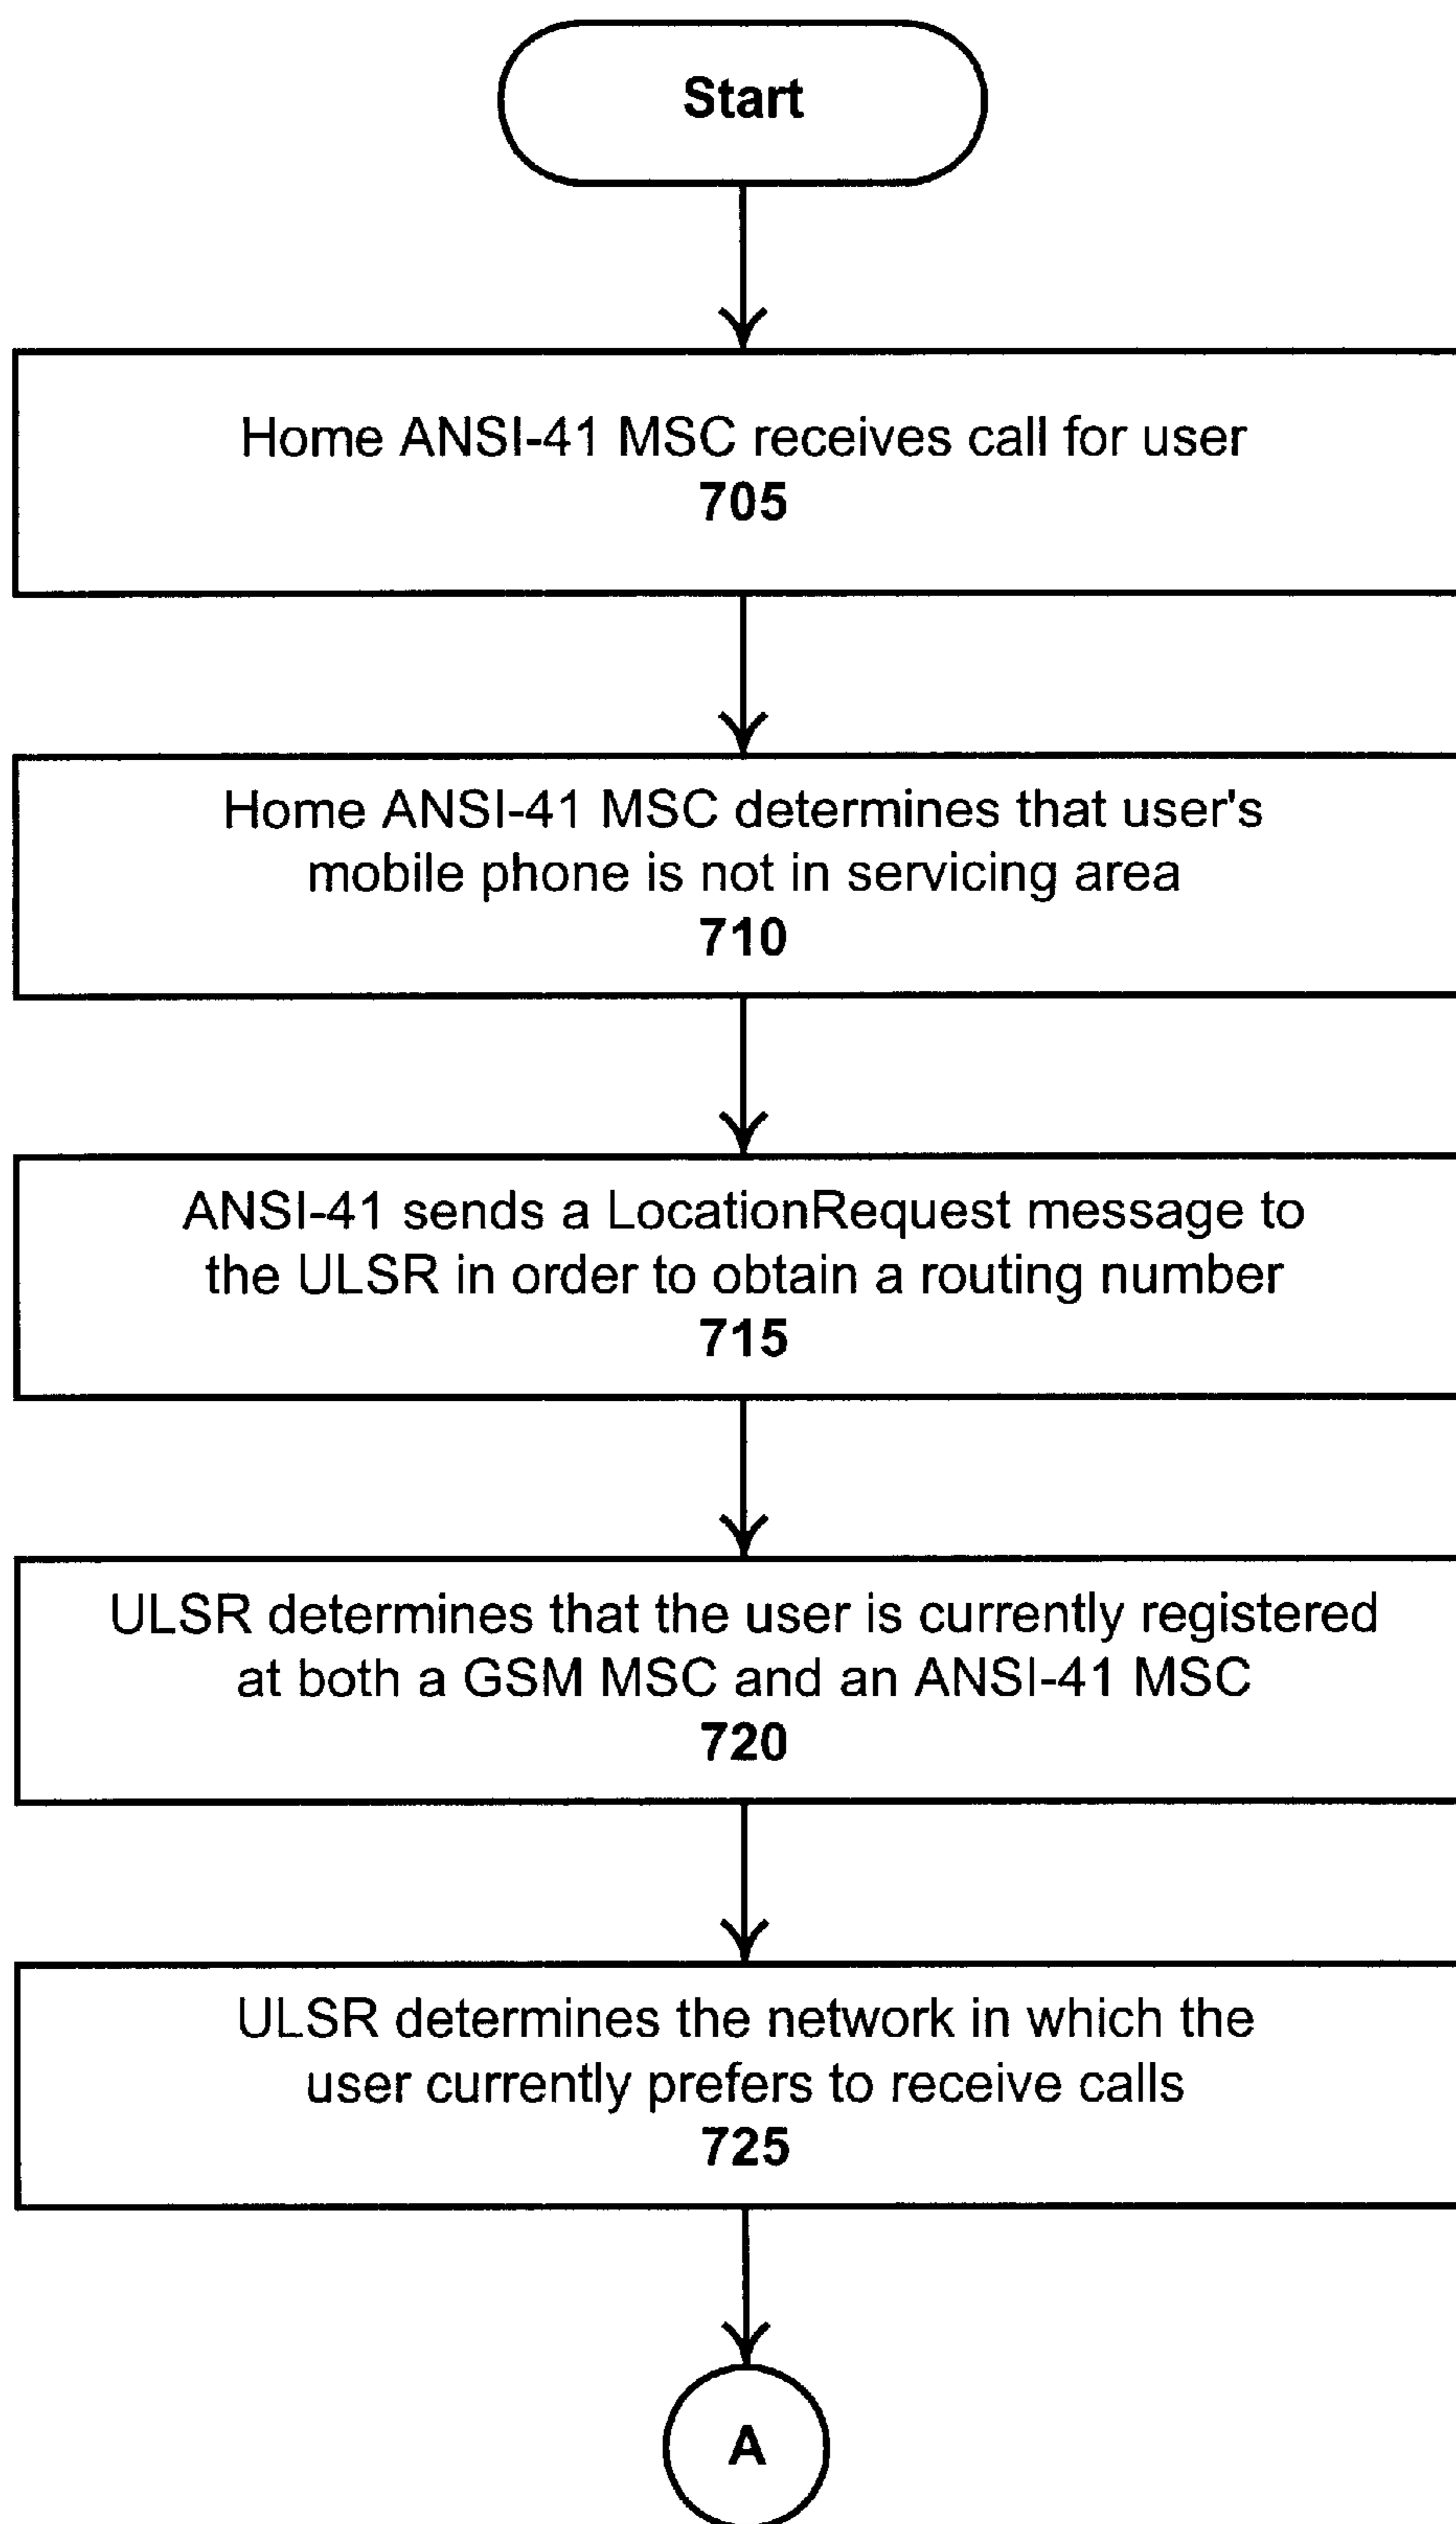 Start
Home ANSI-41 MSC receives call for user
705
Home ANSI-41 MSC determines that user's
mobile phone is not in servicing area
710
ANSI-41 sends a LocationRequest message to
the ULSR in order to obtain a routing number
715
ULSR determines that the user is currently registered
at both a GSM MSC and an ANSI-41 MSC
720
ULSR determines the network in which the
user currently prefers to receive calls
725
A